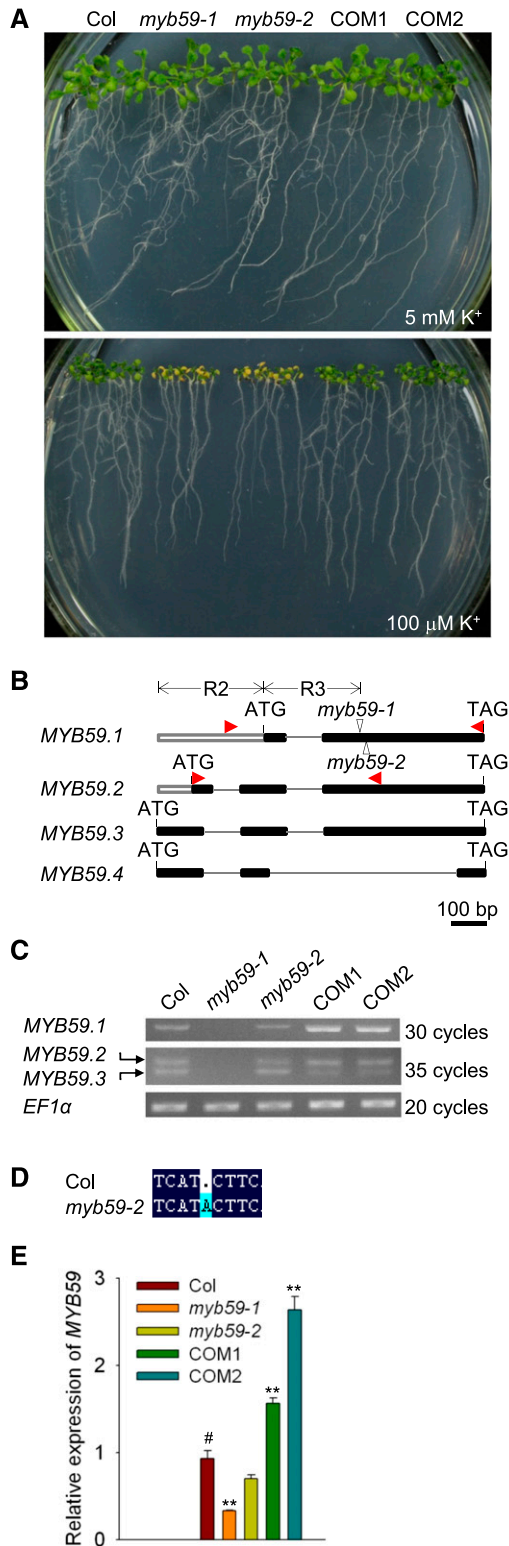 A
Col myb59-1 myb59-2 COM1 COM2
5 mM K⁺
100 µM K⁺
B
R2 R3
ATG myb59-1 TAG
MYB59.1
myb59-2
ATG TAG
MYB59.2
ATG TAG
MYB59.3
ATG TAG
MYB59.4
100 bp
C
Col myb59-1 myb59-2 COM1 COM2
MYB59.1 30 cycles
MYB59.2
MYB59.3 35 cycles
EF1α 20 cycles
D
Col TCAT.CTTC
myb59-2 TCATACTTC
E
Relative expression of MYB59
3
2
1
0
Col
myb59-1
myb59-2
COM1
COM2
#
**
**
**